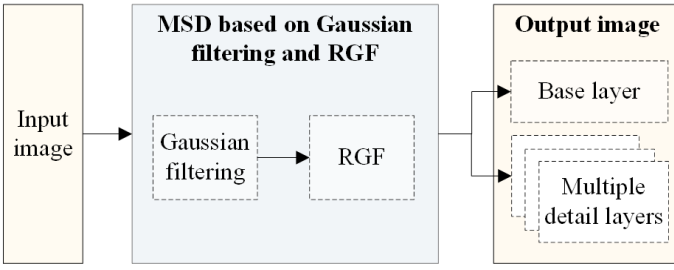 Input
image
MSD based on Gaussian
filtering and RGF
Gaussian
filtering
RGF
Output image
Base layer
Multiple
detail layers